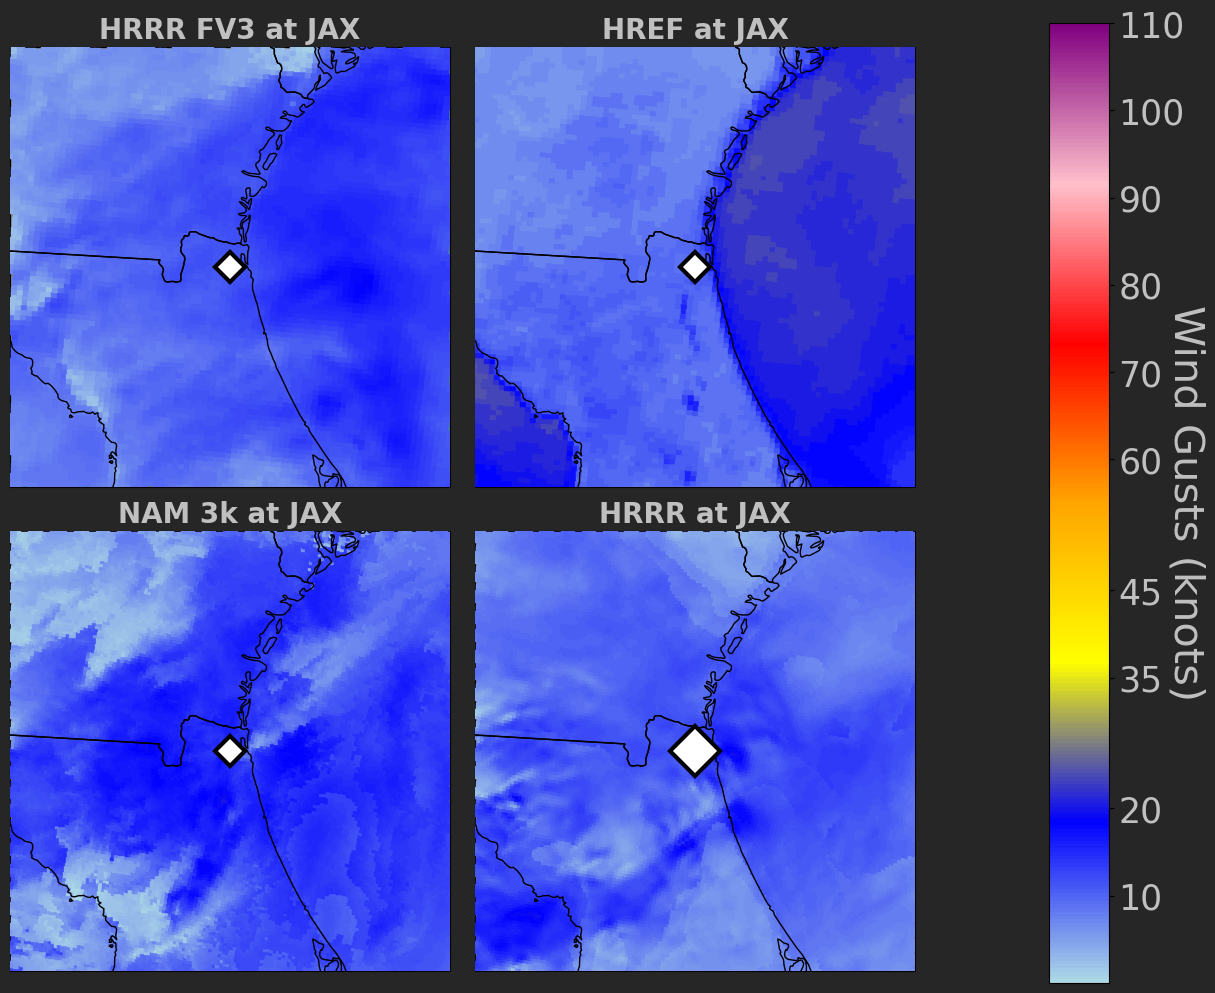 HRRR FV3 at JAX
HREF at JAX
NAM 3k at JAX
HRRR at JAX
110
100
90
80
70
60
45
35
20
10
Wind Gusts (knots)